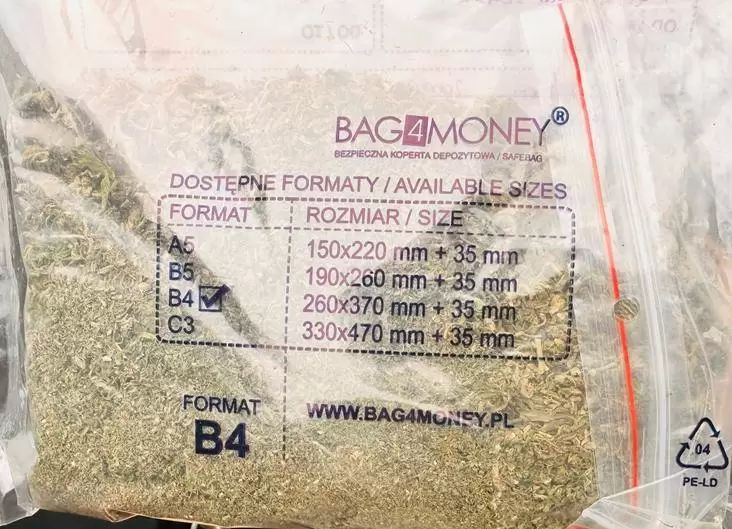 BAG4MONEY®
BEZPIECZNA KOPERTA DEPOZYTOWA / SAFEBAG
DOSTĘPNE FORMATY / AVAILABLE SIZES
FORMAT ROZMIAR / SIZE
A5 150x220 mm + 35 mm
B5 190x260 mm + 35 mm
B4 260x370 mm + 35 mm
C3 330x470 mm + 35 mm
FORMAT
B4
WWW.BAG4MONEY.PL
04
PE-LD